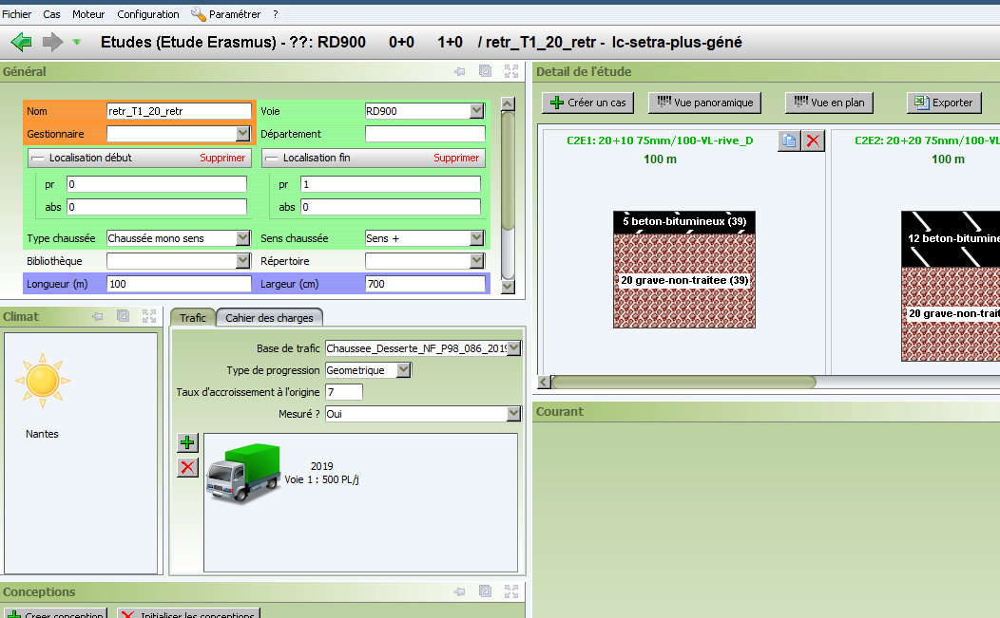 Fichier Cas Moteur Configuration Paramétrer ?
Etudes (Etude Erasmus) - ??: RD900 0+0 1+0 / retr_T1_20_retr - lc-setra-plus-géné
Général
Nom retr_T1_20_retr Voie RD900
Gestionnaire Département
Localisation début Supprimer Localisation fin Supprimer
pr 0 pr 1
abs 0 abs 0
Type chaussée Chaussée mono sens Sens chaussée Sens +
Bibliothèque Répertoire
Longueur (m) 100 Largeur (cm) 700
Detail de l'étude
Créer un cas Vue panoramique Vue en plan Exporter
C2E1: 20+10 75mm/100-VL-rive_D
100 m
5 beton-bitumineux (39)
20 grave-non-traitee (39)
C2E2: 20+20 75mm/100-VL
100 m
12 beton-bitumine
20 grave-non-trait
Climat
Nantes
Trafic Cahier des charges
Base de trafic Chaussee_Desserte_NF_P98_086_2019
Type de progression Geometrique
Taux d'accroissement à l'origine 7
Mesuré ? Oui
2019
Voie 1 : 500 PL/j
Courant
Conceptions
Creer conception Initialiser les conceptions